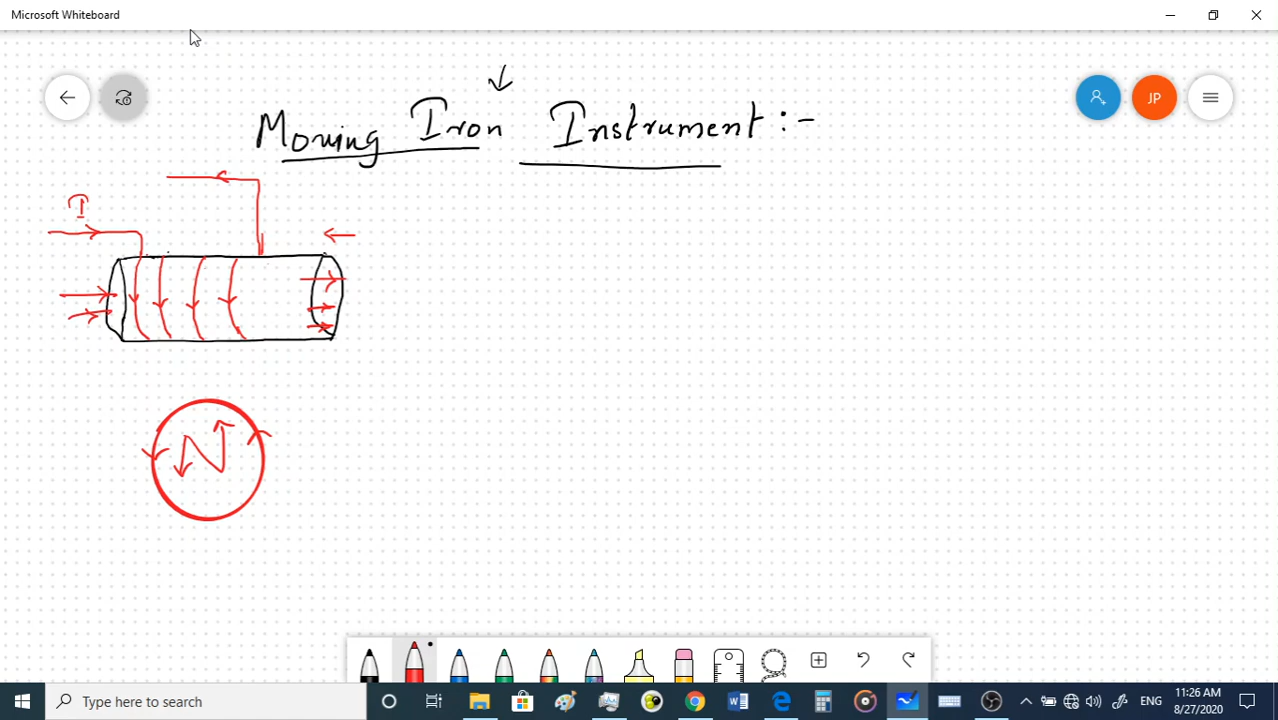 Microsoft Whiteboard
JP
Moving Iron Instrument :-
I
N
Type here to search
ENG
11:26 AM
8/27/2020